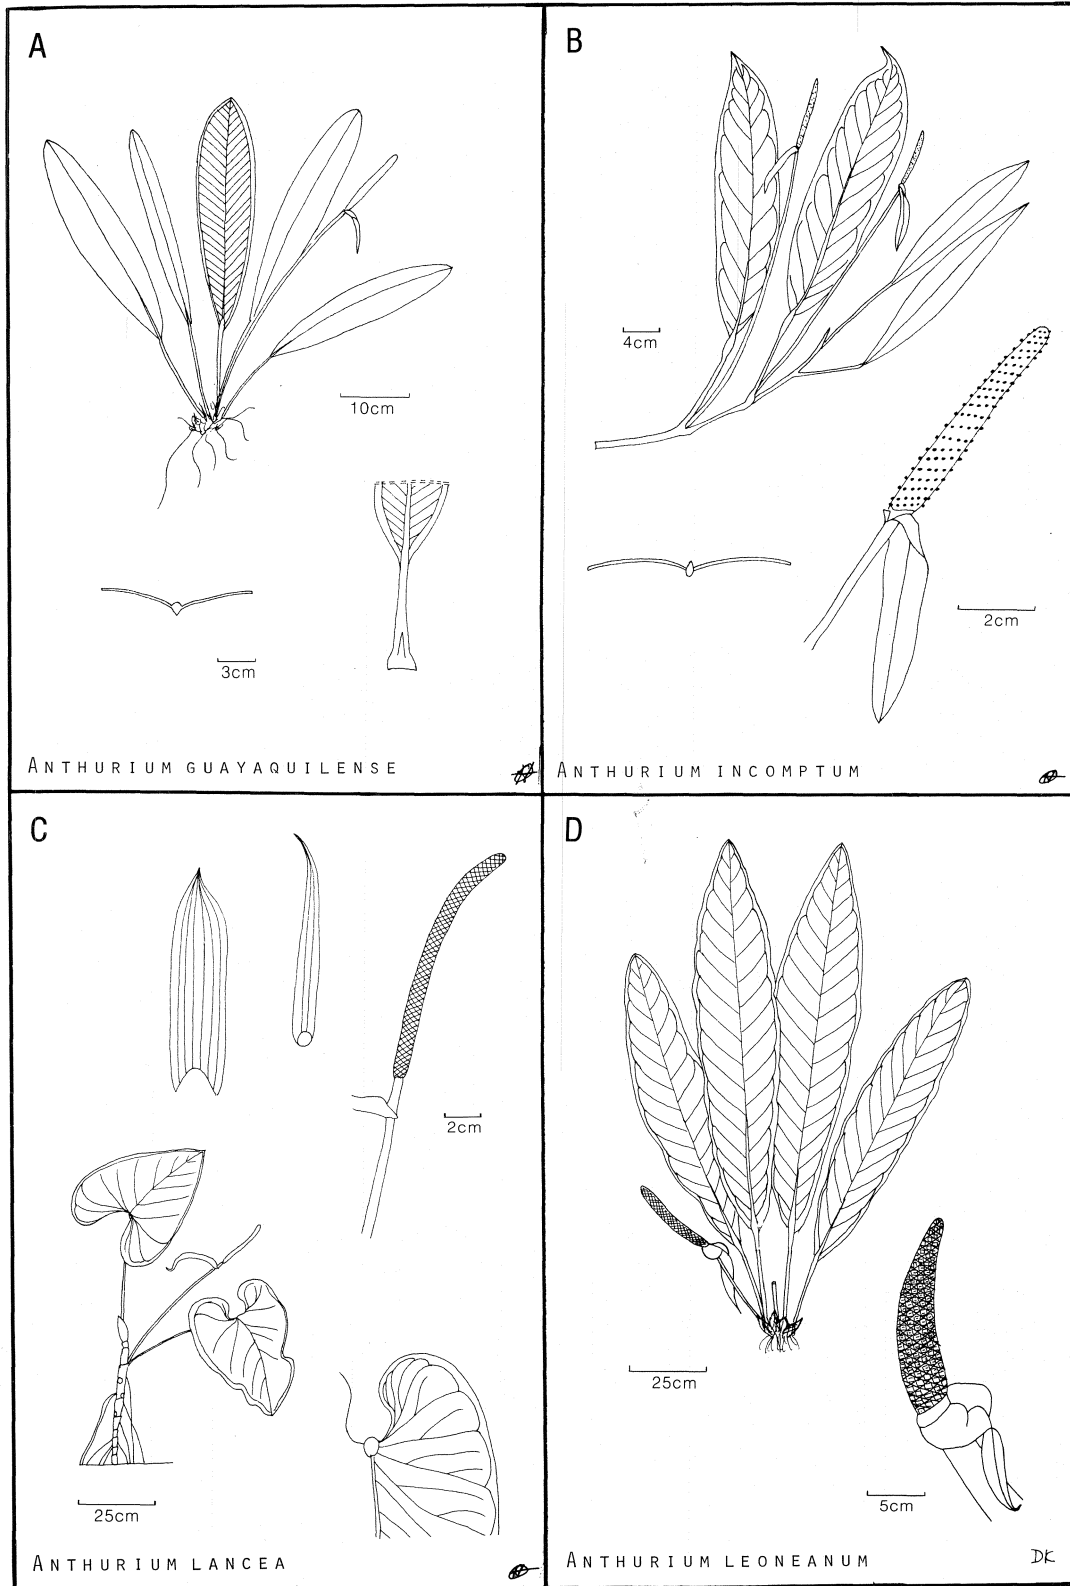 A
10cm
3cm
ANTHURIUM GUAYAQUILENSE
B
4cm
2cm
ANTHURIUM INCOMPTUM
C
2cm
25cm
ANTHURIUM LANCEA
D
25cm
5cm
ANTHURIUM LEONEANUM
DK